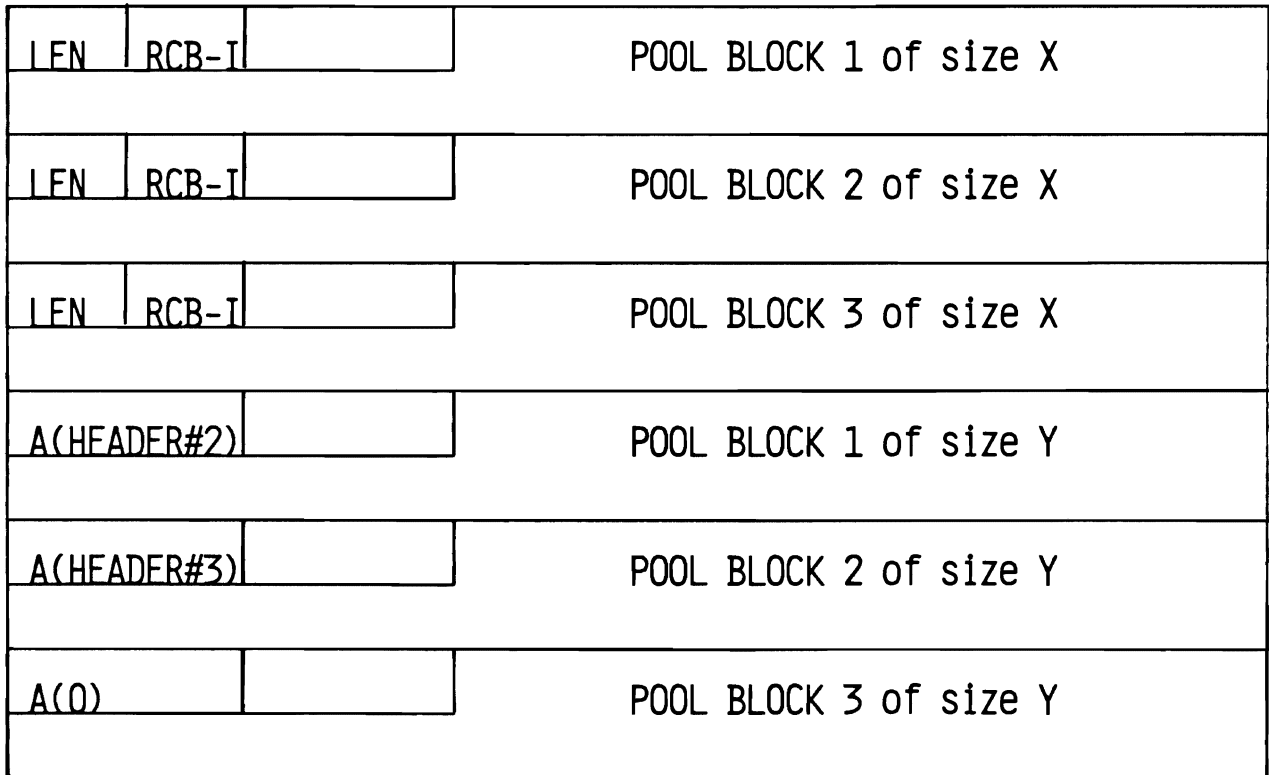 LEN RCB-I POOL BLOCK 1 of size X
LEN RCB-I POOL BLOCK 2 of size X
LEN RCB-I POOL BLOCK 3 of size X
A(HEADER#2) POOL BLOCK 1 of size Y
A(HEADER#3) POOL BLOCK 2 of size Y
A(0) POOL BLOCK 3 of size Y